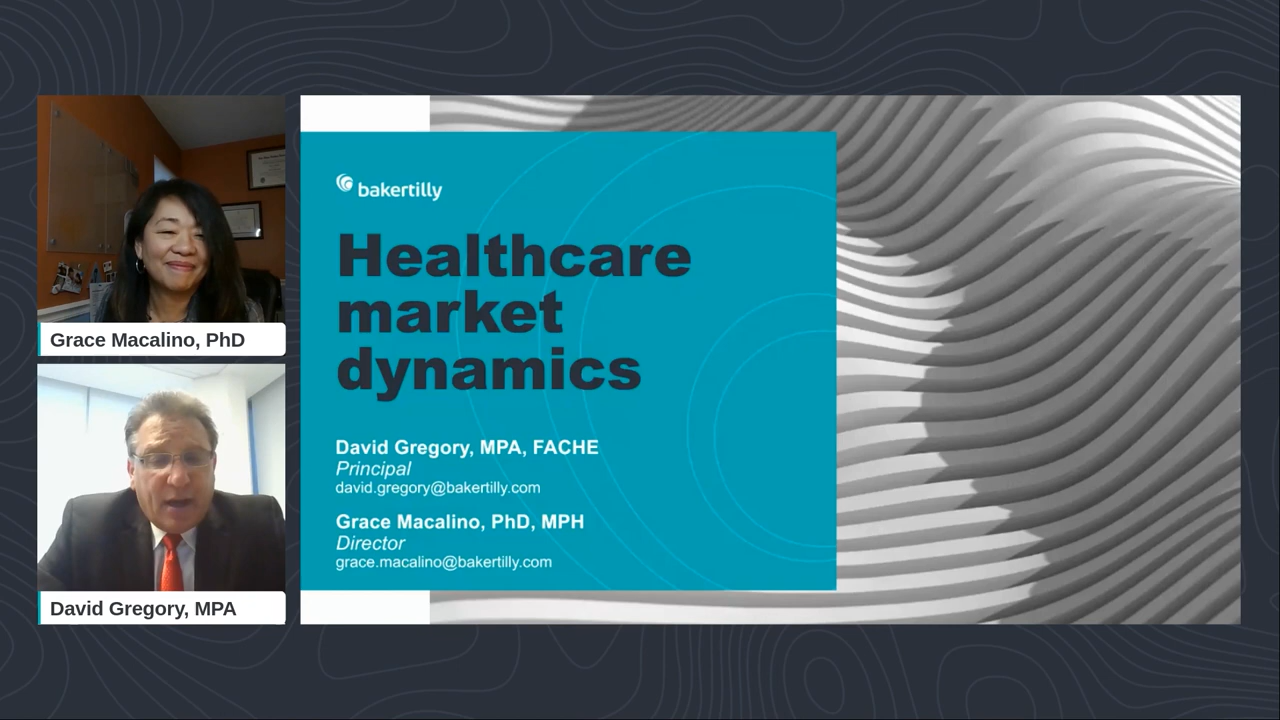 Grace Macalino, PhD
David Gregory, MPA
bakertilly
Healthcare
market
dynamics
David Gregory, MPA, FACHE
Principal
david.gregory@bakertilly.com
Grace Macalino, PhD, MPH
Director
grace.macalino@bakertilly.com